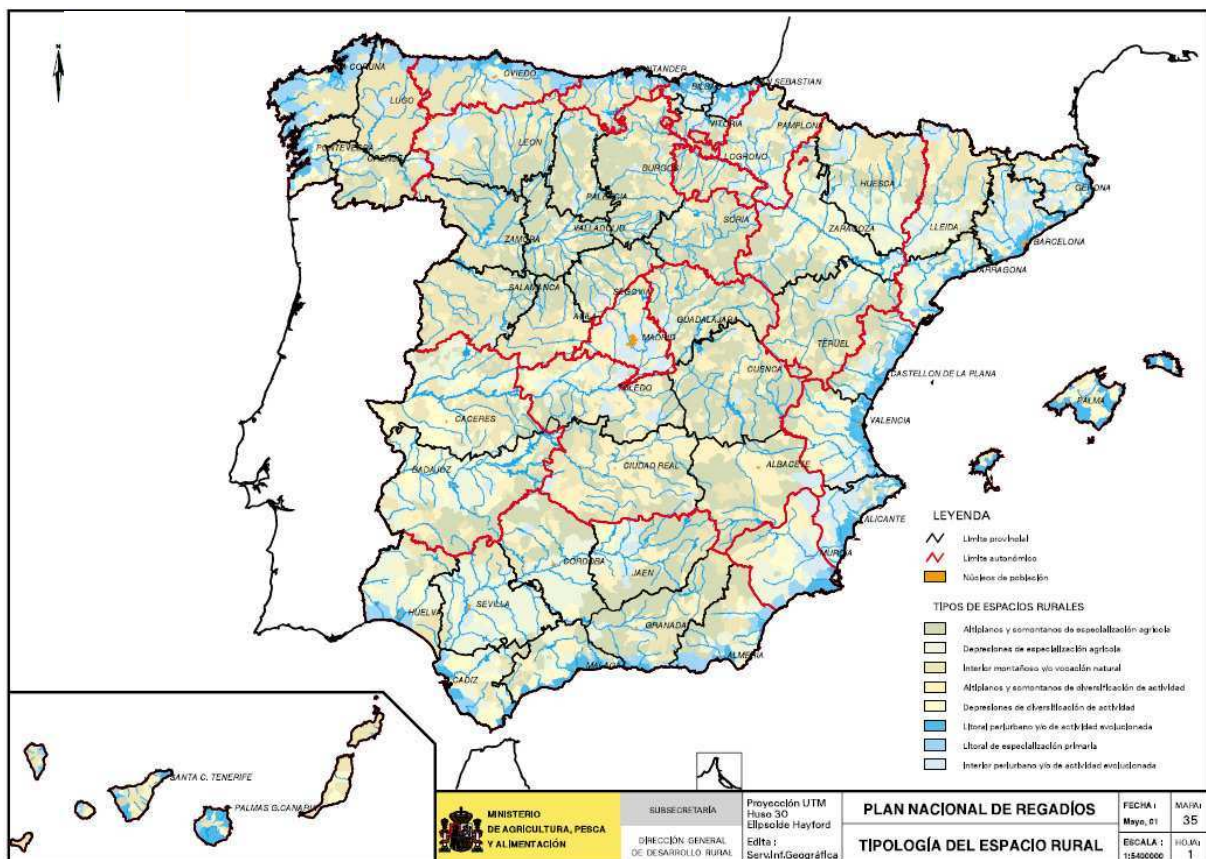 N
CORUÑA
LUGO
OVIEDO
SANTANDER
BILBAO
SAN SEBASTIAN
VITORIA
PAMPLONA
PONTEVEDRA
LEON
LOGROÑO
BURGOS
HUESCA
GERONA
PALENCIA
LLEIDA
SORIA
ZAMORA
VALLADOLID
ZARAGOZA
BARCELONA
TARRAGONA
SALAMANCA
SEGOVIA
GUADALAJARA
AVILA
MADRID
TERUEL
CUENCA
CASTELLON DE LA PLANA
TOLEDO
PALMA
CACERES
VALENCIA
BADAJOZ
CIUDAD REAL
ALBACETE
ALICANTE
MURCIA
CORDOBA
JAEN
HUELVA
SEVILLA
GRANADA
ALMERIA
MALAGA
CADIZ
SANTA C. TENERIFE
PALMAS G.CANARIA
LEYENDA
Límite provincial
Límite autonómico
Núcleos de población
TIPOS DE ESPACIOS RURALES
Altiplanos y somontanos de especialización agrícola
Depresiones de especialización agrícola
Interior montañoso y/o vocación natural
Altiplanos y somontanos de diversificación de actividad
Depresiones de diversificación de actividad
Litoral periurbano y/o de actividad evolucionada
Litoral de especialización primaria
Interior periurbano y/o de actividad evolucionada
MINISTERIO
DE AGRICULTURA, PESCA
Y ALIMENTACIÓN
SUBSECRETARÍA
DIRECCIÓN GENERAL
DE DESARROLLO RURAL
Proyección UTM
Huso 30
Elipsoide Hayford
Edita :
Serv.Inf.Geográfica
PLAN NACIONAL DE REGADÍOS
TIPOLOGÍA DEL ESPACIO RURAL
FECHA :
Mayo, 01
MAPA:
35
ESCALA :
1:5400000
HOJA:
1